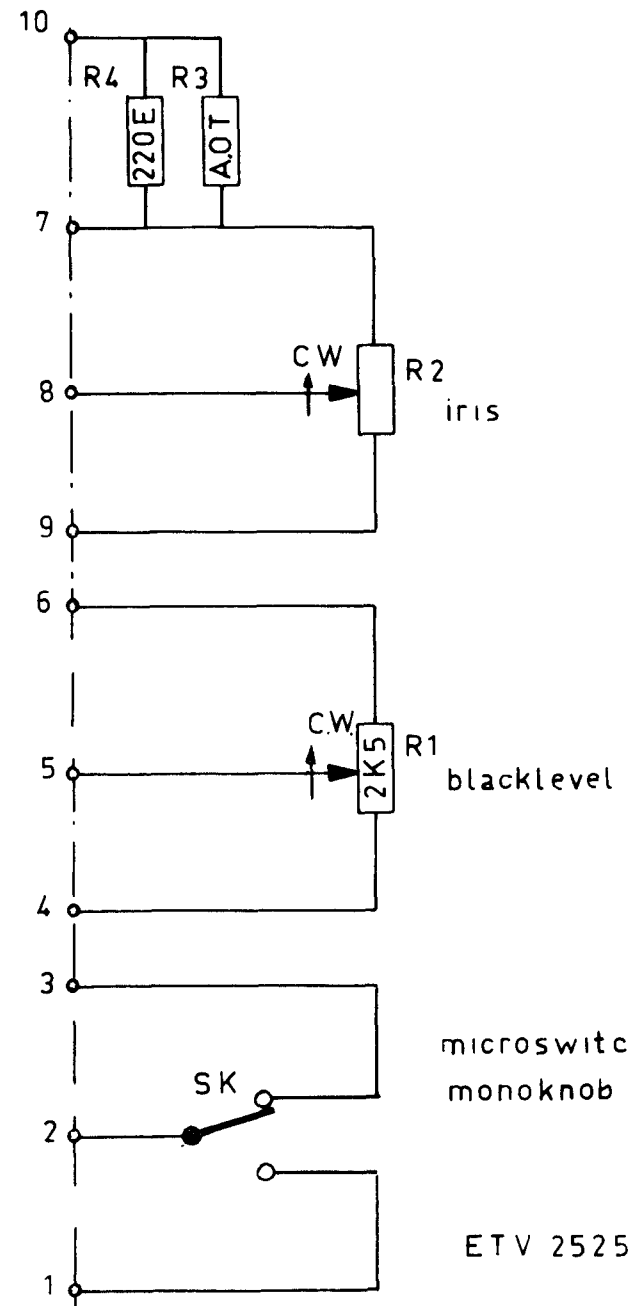 10
R4 R3
220E
A.O.T
7
CW
R2
8
iris
9
6
C.W.
R1
2K5
5
blacklevel
4
3
microswitc
SK
monoknob
2
ETV 2525
1